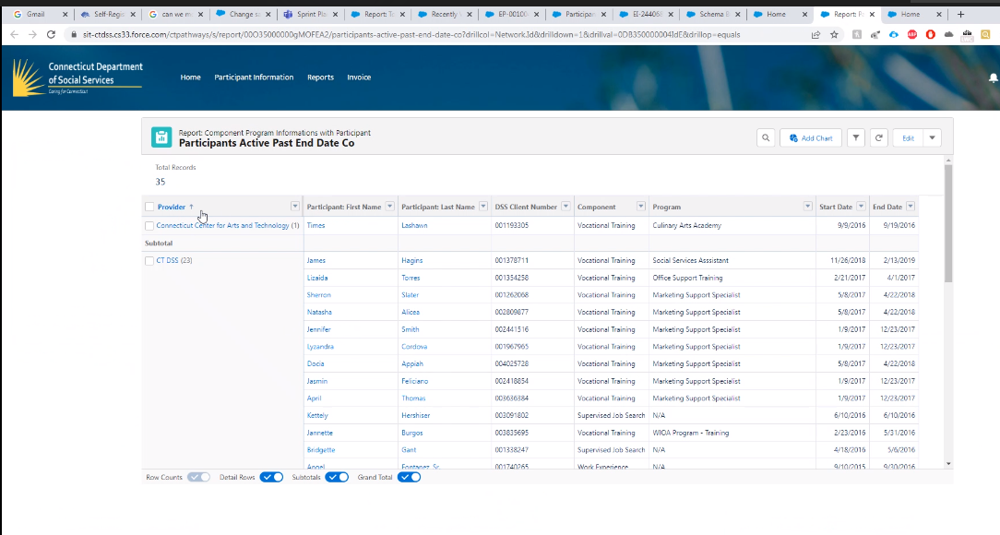 Gmail
Self-Regis
can we mo
Change sa
Sprint Plan
Report: To
Recently v
EP-00100
Participan
EI-244068
Schema B
Home
Report: Pa
Home
sit-ctdss.cs33.force.com/ctpathways/s/report/00O35000000gMOFEA2/participants-active-past-end-date-co?drillcol=NetworkId&drilldown=1&drillval=0DB350000004IdE&drillop=equals
Connecticut Department
of Social Services
Caring for Connecticut
Home Participant Information Reports Invoice
Report: Component Program Informations with Participant
Participants Active Past End Date Co
Add Chart
Edit
Total Records
35
Provider ↑ Participant: First Name Participant: Last Name DSS Client Number Component Program Start Date End Date
Connecticut Center for Arts and Technology (1) Times Lashawn 001193305 Vocational Training Culinary Arts Academy 9/9/2016 9/19/2016
Subtotal
CT DSS (23) James Hagins 001378711 Vocational Training Social Services Asssistant 11/26/2018 2/13/2019
Lizaida Torres 001354258 Vocational Training Office Support Training 2/21/2017 4/1/2017
Sherron Slater 001262068 Vocational Training Marketing Support Specialist 5/8/2017 4/22/2018
Natasha Alicea 002809877 Vocational Training Marketing Support Specialist 5/8/2017 4/22/2018
Jennifer Smith 002441516 Vocational Training Marketing Support Specialist 1/9/2017 12/23/2017
Lyzandra Cordova 001967965 Vocational Training Marketing Support Specialist 1/9/2017 12/23/2017
Docia Appiah 004025728 Vocational Training Marketing Support Specialist 5/8/2017 4/22/2018
Jasmin Feliciano 002418854 Vocational Training Marketing Support Specialist 1/9/2017 12/23/2017
April Thomas 003636384 Vocational Training Marketing Support Specialist 1/9/2017 12/23/2017
Kettely Hershiser 003091802 Supervised Job Search N/A 6/10/2016 6/10/2016
Jannette Burgos 003835695 Vocational Training WIOA Program - Training 2/23/2016 5/31/2016
Bridgette Gant 001338247 Supervised Job Search N/A 4/18/2016 5/6/2016
Angel Fontanez, Sr. 001740265 Work Experience N/A 9/10/2015 9/30/2016
Row Counts Detail Rows Subtotals Grand Total